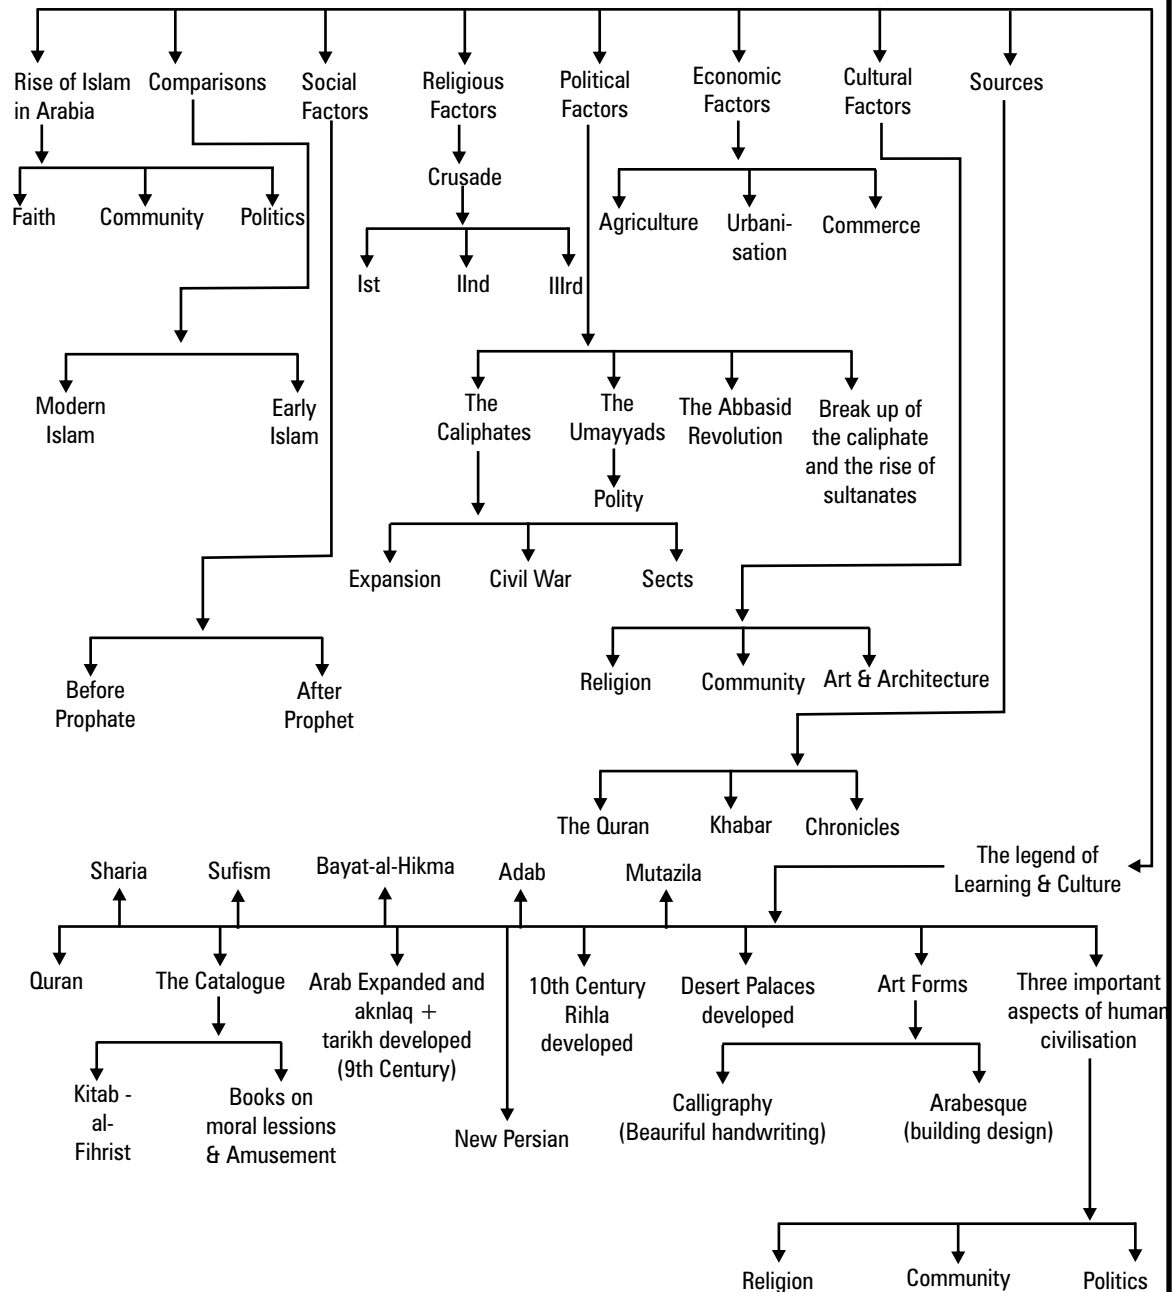 Rise of Islam
in Arabia
Comparisons
Social
Factors
Religious
Factors
Political
Factors
Economic
Factors
Cultural
Factors
Sources
Faith
Community
Politics
Crusade
Agriculture
Urbani-
sation
Commerce
Ist
IInd
IIIrd
Modern
Islam
Early
Islam
The
Caliphates
The
Umayyads
The Abbasid
Revolution
Break up of
the caliphate
and the rise of
sultanates
Polity
Expansion
Civil War
Sects
Before
Prophate
After
Prophet
Religion
Community
Art & Architecture
The Quran
Khabar
Chronicles
The legend of
Learning & Culture
Sharia
Sufism
Bayat-al-Hikma
Adab
Mutazila
Quran
The Catalogue
Arab Expanded and
aknlaq +
tarikh developed
(9th Century)
10th Century
Rihla
developed
Desert Palaces
developed
Art Forms
Three important
aspects of human
civilisation
Kitab -
al-
Fihrist
Books on
moral lessions
& Amusement
New Persian
Calligraphy
(Beauriful handwriting)
Arabesque
(building design)
Religion
Community
Politics